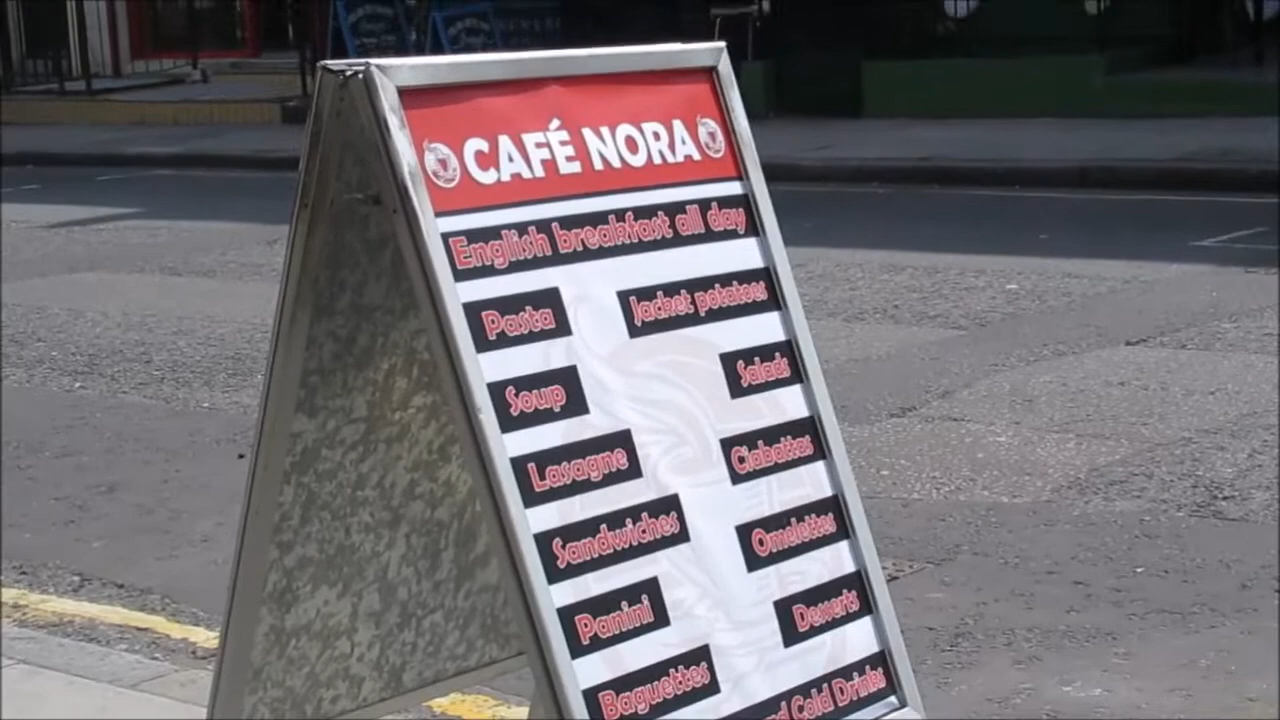 CAFÉ NORA
English breakfast all day
Pasta
Jacket potatoes
Soup
Salads
Lasagne
Ciabattas
Sandwiches
Omelettes
Panini
Desserts
Baguettes
Cold Drinks